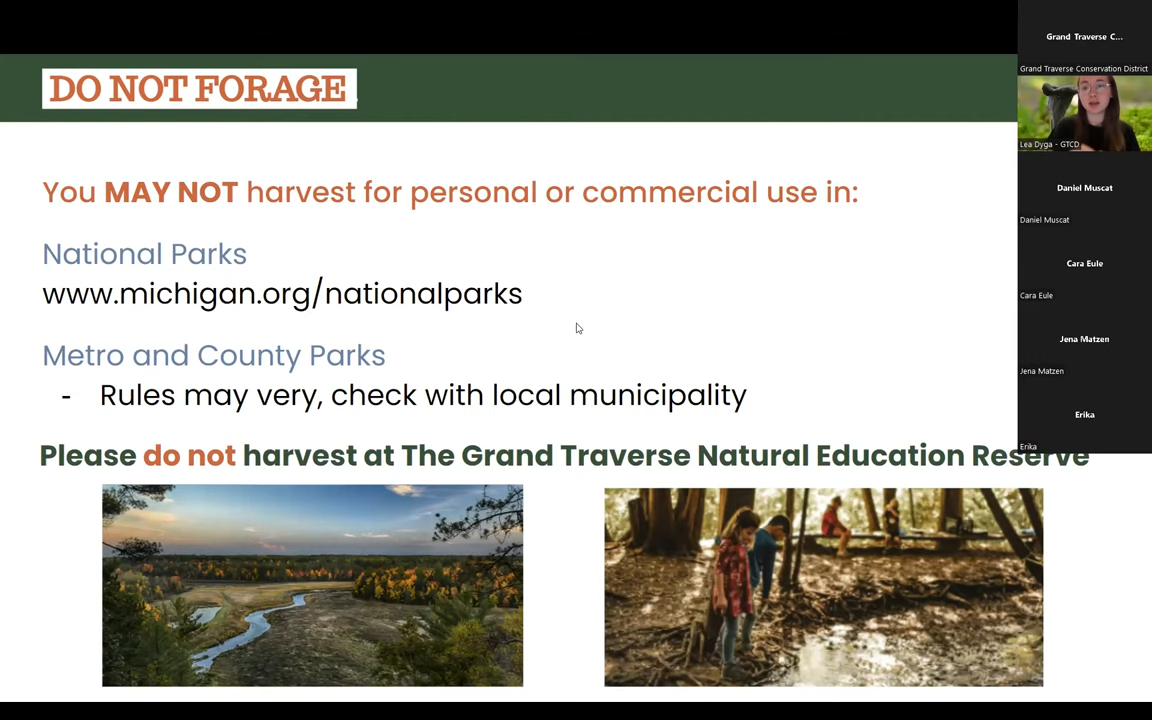 DO NOT FORAGE
You MAY NOT harvest for personal or commercial use in:
National Parks
www.michigan.org/nationalparks
Metro and County Parks
- Rules may very, check with local municipality
Please do not harvest at The Grand Traverse Natural Education Reserve
Grand Traverse C...
Grand Traverse Conservation District
Lea Dyga - GTCD
Daniel Muscat
Daniel Muscat
Cara Eule
Cara Eule
Jena Matzen
Jena Matzen
Erika
Erika